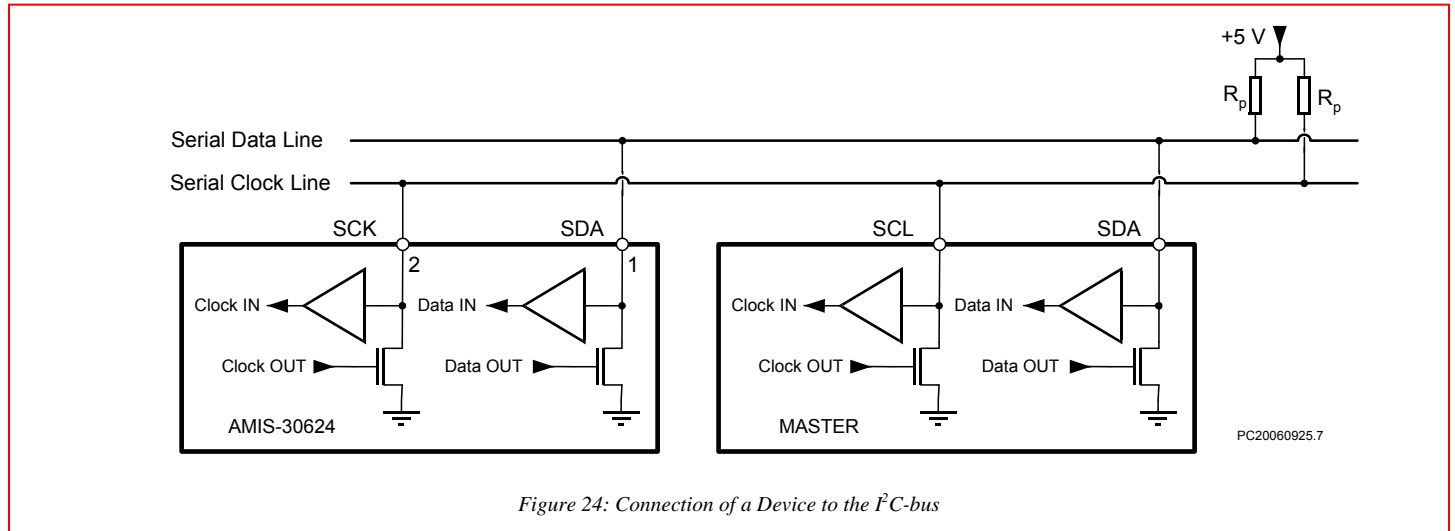 +5 V
Rp Rp
Serial Data Line
Serial Clock Line
SCK SDA SCL SDA
2 1
Clock IN Data IN Clock IN Data IN
Clock OUT Data OUT Clock OUT Data OUT
AMIS-30624 MASTER
PC20060925.7
Figure 24: Connection of a Device to the I²C-bus